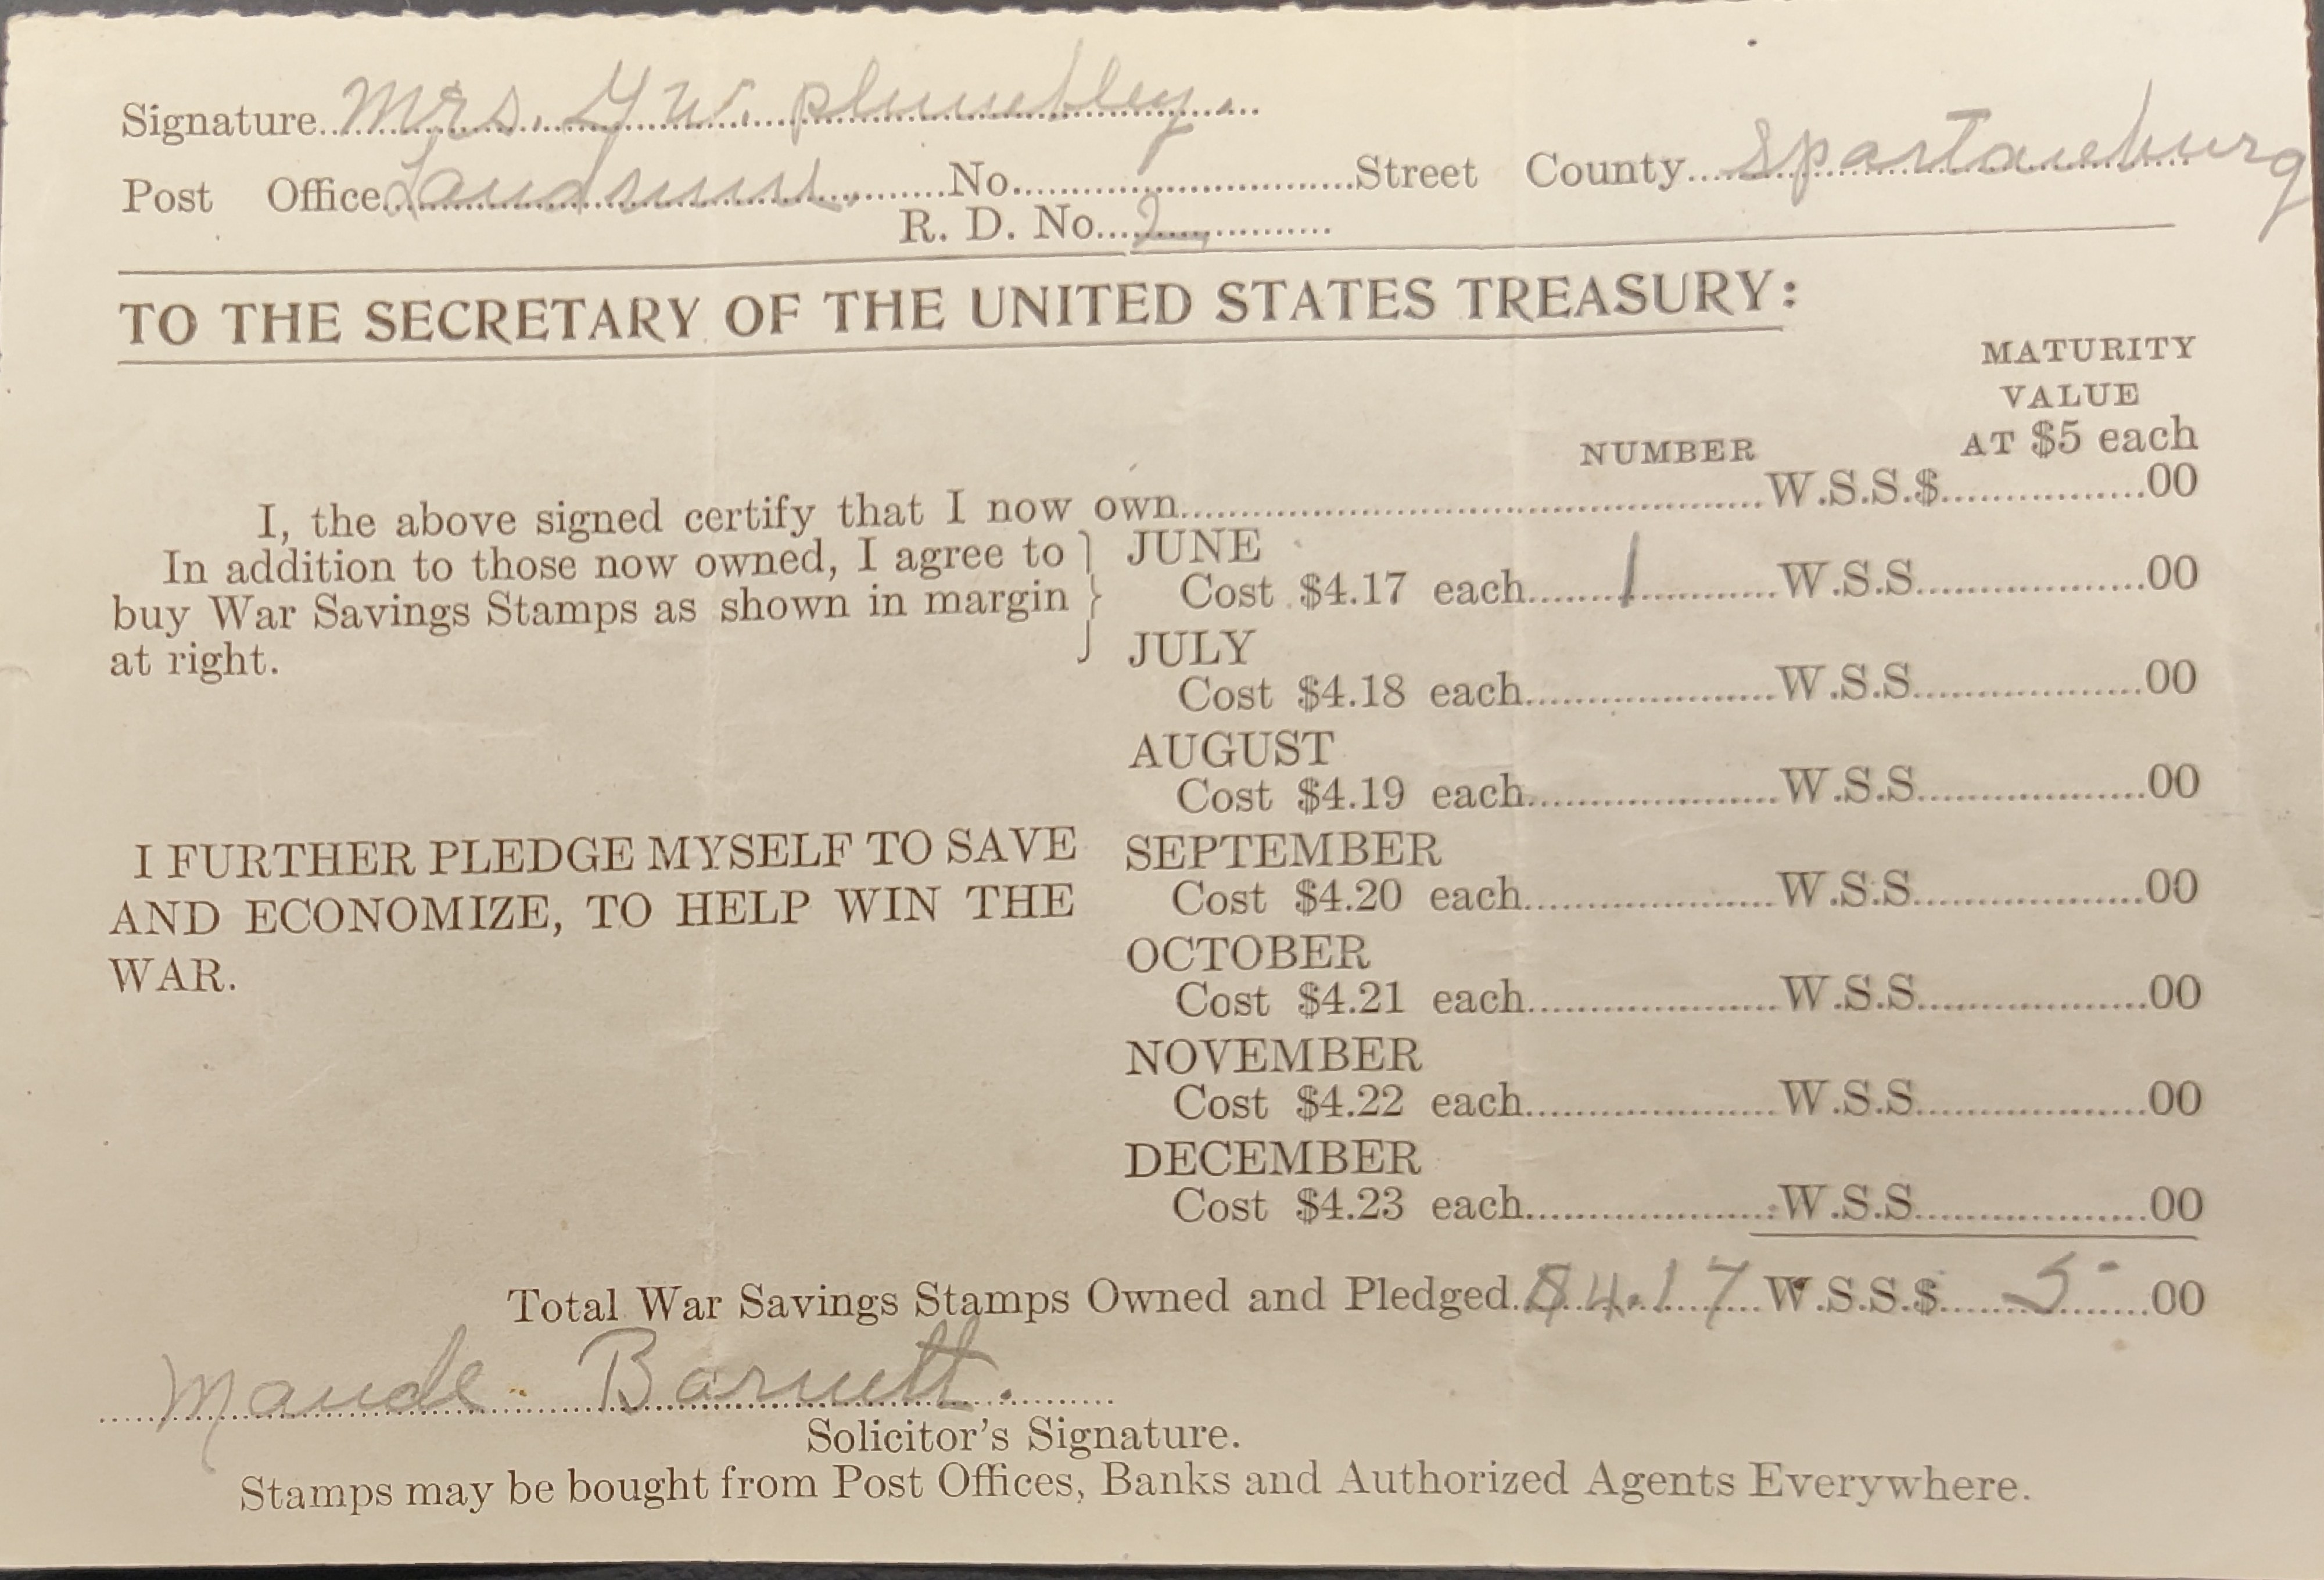 Signature Mrs. G W. Plumbley.
Post Office Landrum. No. Street County Spartanburg
R. D. No. 2
TO THE SECRETARY OF THE UNITED STATES TREASURY:
MATURITY
VALUE
NUMBER AT $5 each
I, the above signed certify that I now own W.S.S.$ 00
In addition to those now owned, I agree to JUNE
buy War Savings Stamps as shown in margin Cost $4.17 each 1 W.S.S. 00
at right. JULY
Cost $4.18 each W.S.S. 00
AUGUST
Cost $4.19 each W.S.S. 00
I FURTHER PLEDGE MYSELF TO SAVE SEPTEMBER
AND ECONOMIZE, TO HELP WIN THE Cost $4.20 each W.S.S. 00
WAR. OCTOBER
Cost $4.21 each W.S.S. 00
NOVEMBER
Cost $4.22 each W.S.S. 00
DECEMBER
Cost $4.23 each W.S.S. 00
Total War Savings Stamps Owned and Pledged $4.17 W.S.S.$ 5 00
Maude Barnett.
Solicitor's Signature.
Stamps may be bought from Post Offices, Banks and Authorized Agents Everywhere.